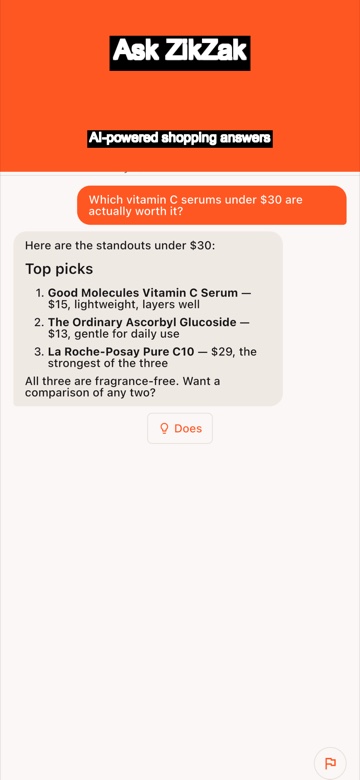 Ask ZikZak
AI-powered shopping answers
Which vitamin C serums under $30 are
actually worth it?
Here are the standouts under $30:
Top picks
1. Good Molecules Vitamin C Serum —
$15, lightweight, layers well
2. The Ordinary Ascorbyl Glucoside —
$13, gentle for daily use
3. La Roche-Posay Pure C10 — $29, the
strongest of the three
All three are fragrance-free. Want a
comparison of any two?
Does